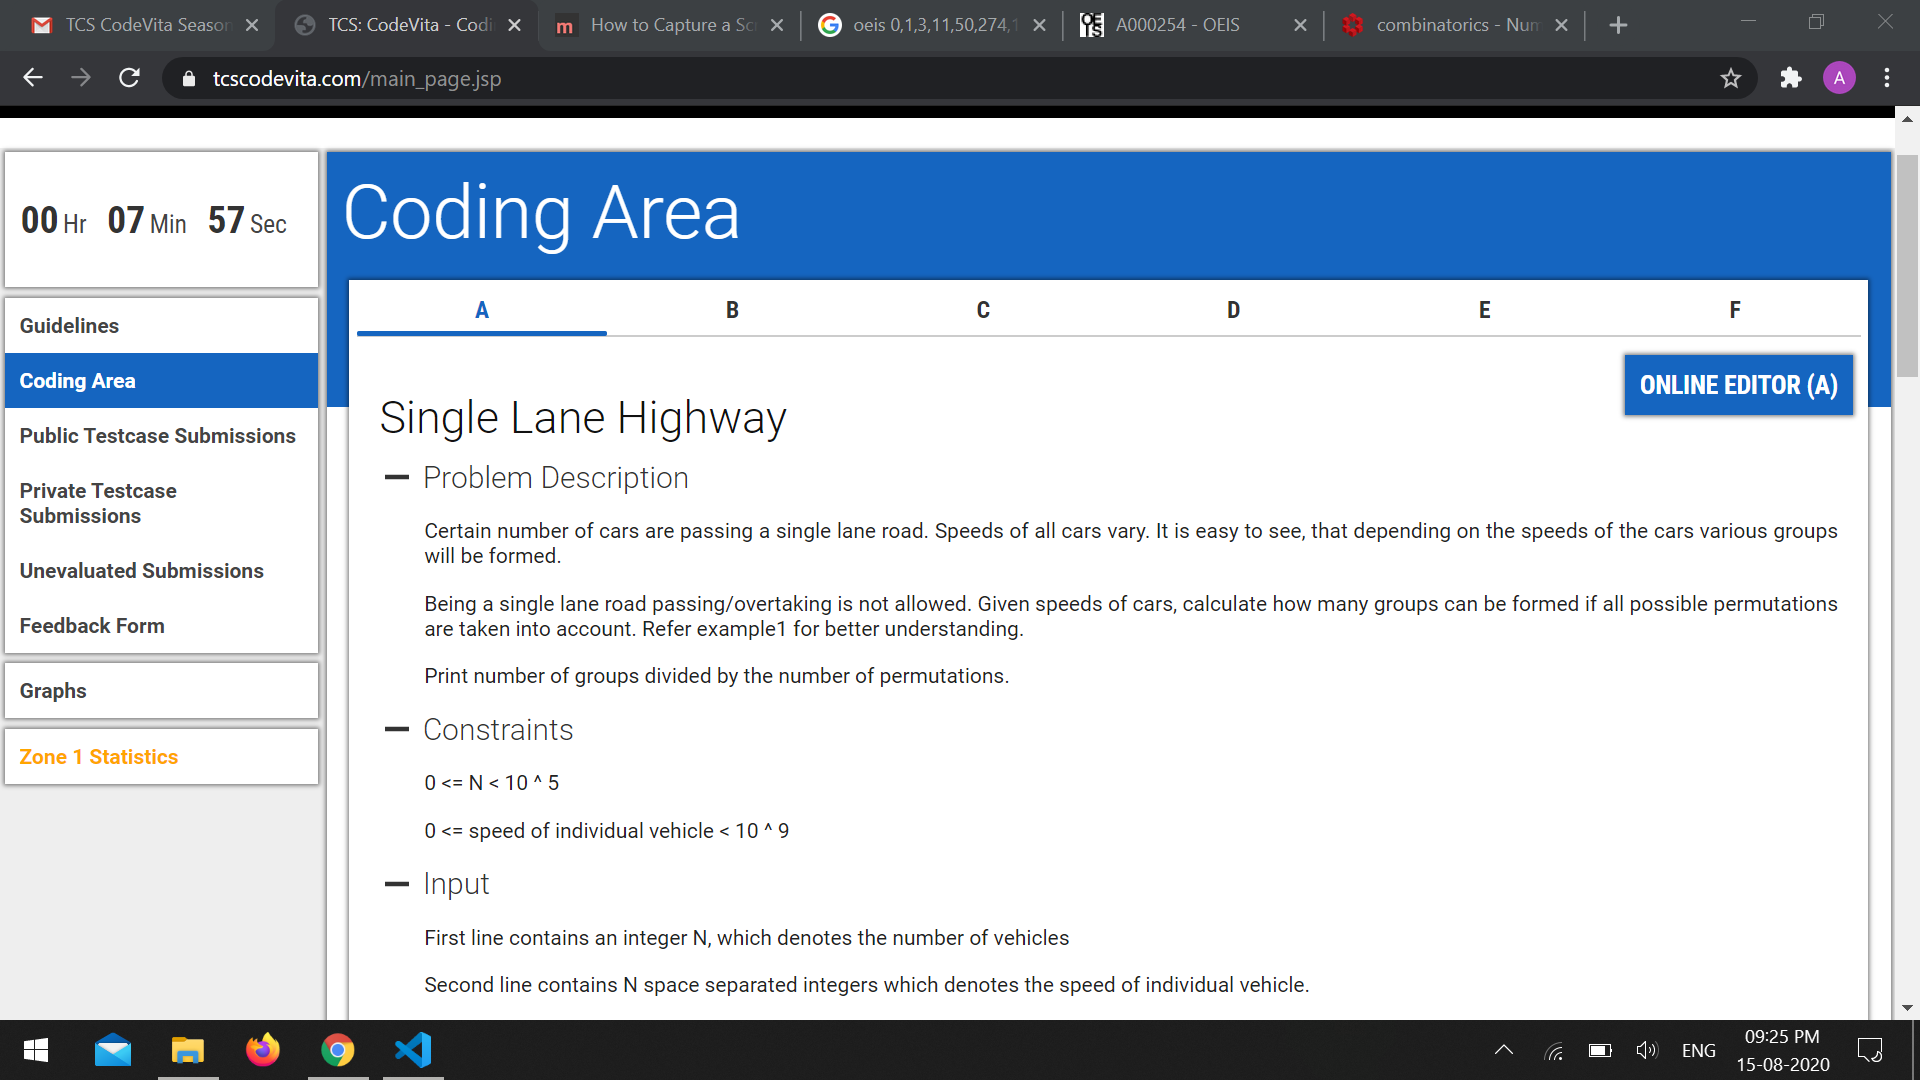 TCS CodeVita Season
TCS: CodeVita - Codi
How to Capture a Scr
oeis 0,1,3,11,50,274,1
A000254 - OEIS
combinatorics - Num
tcscodevita.com/main_page.jsp
A
00 Hr 07 Min 57 Sec
Guidelines
Coding Area
Public Testcase Submissions
Private Testcase
Submissions
Unevaluated Submissions
Feedback Form
Graphs
Zone 1 Statistics
Coding Area
A B C D E F
ONLINE EDITOR (A)
Single Lane Highway
Problem Description
Certain number of cars are passing a single lane road. Speeds of all cars vary. It is easy to see, that depending on the speeds of the cars various groups
will be formed.
Being a single lane road passing/overtaking is not allowed. Given speeds of cars, calculate how many groups can be formed if all possible permutations
are taken into account. Refer example1 for better understanding.
Print number of groups divided by the number of permutations.
Constraints
0 <= N < 10 ^ 5
0 <= speed of individual vehicle < 10 ^ 9
Input
First line contains an integer N, which denotes the number of vehicles
Second line contains N space separated integers which denotes the speed of individual vehicle.
ENG
09:25 PM
15-08-2020